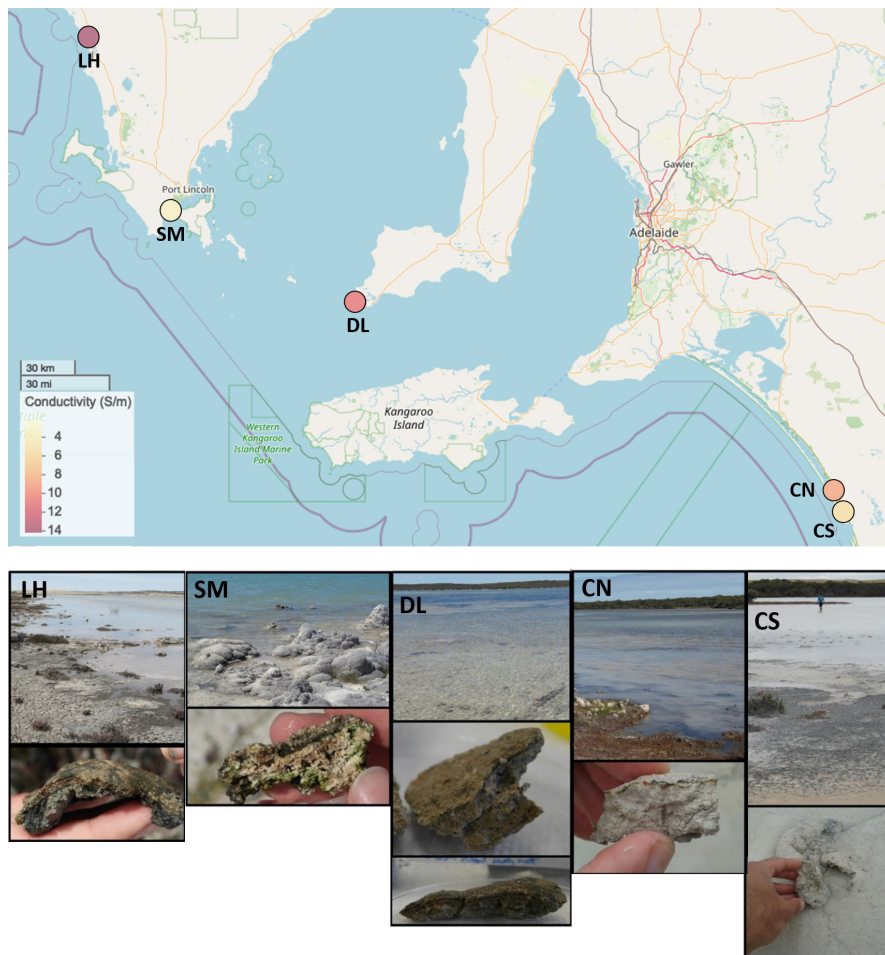 LH
Port Lincoln
SM
DL
Gawler
Adelaide
30 km
30 mi
Conductivity (S/m)
4
6
8
10
12
14
Western
Kangaroo
Island Marine
Park
Kangaroo
Island
CN
CS
LH
SM
DL
CN
CS